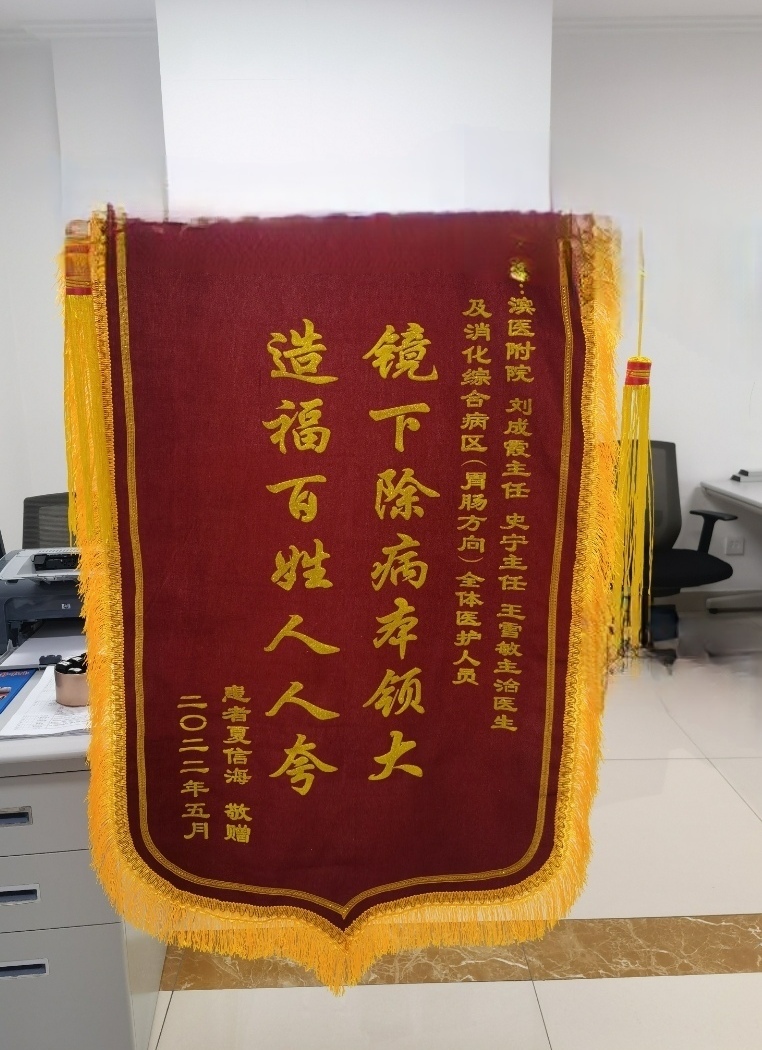 滨医附院 刘成霞主任 史宁主任 王雪敏主治医生
及消化综合病区(胃肠方向)全体医护人员
镜下除病本领大
造福百姓人人夸
患者夏信海 敬赠
二〇二二年五月